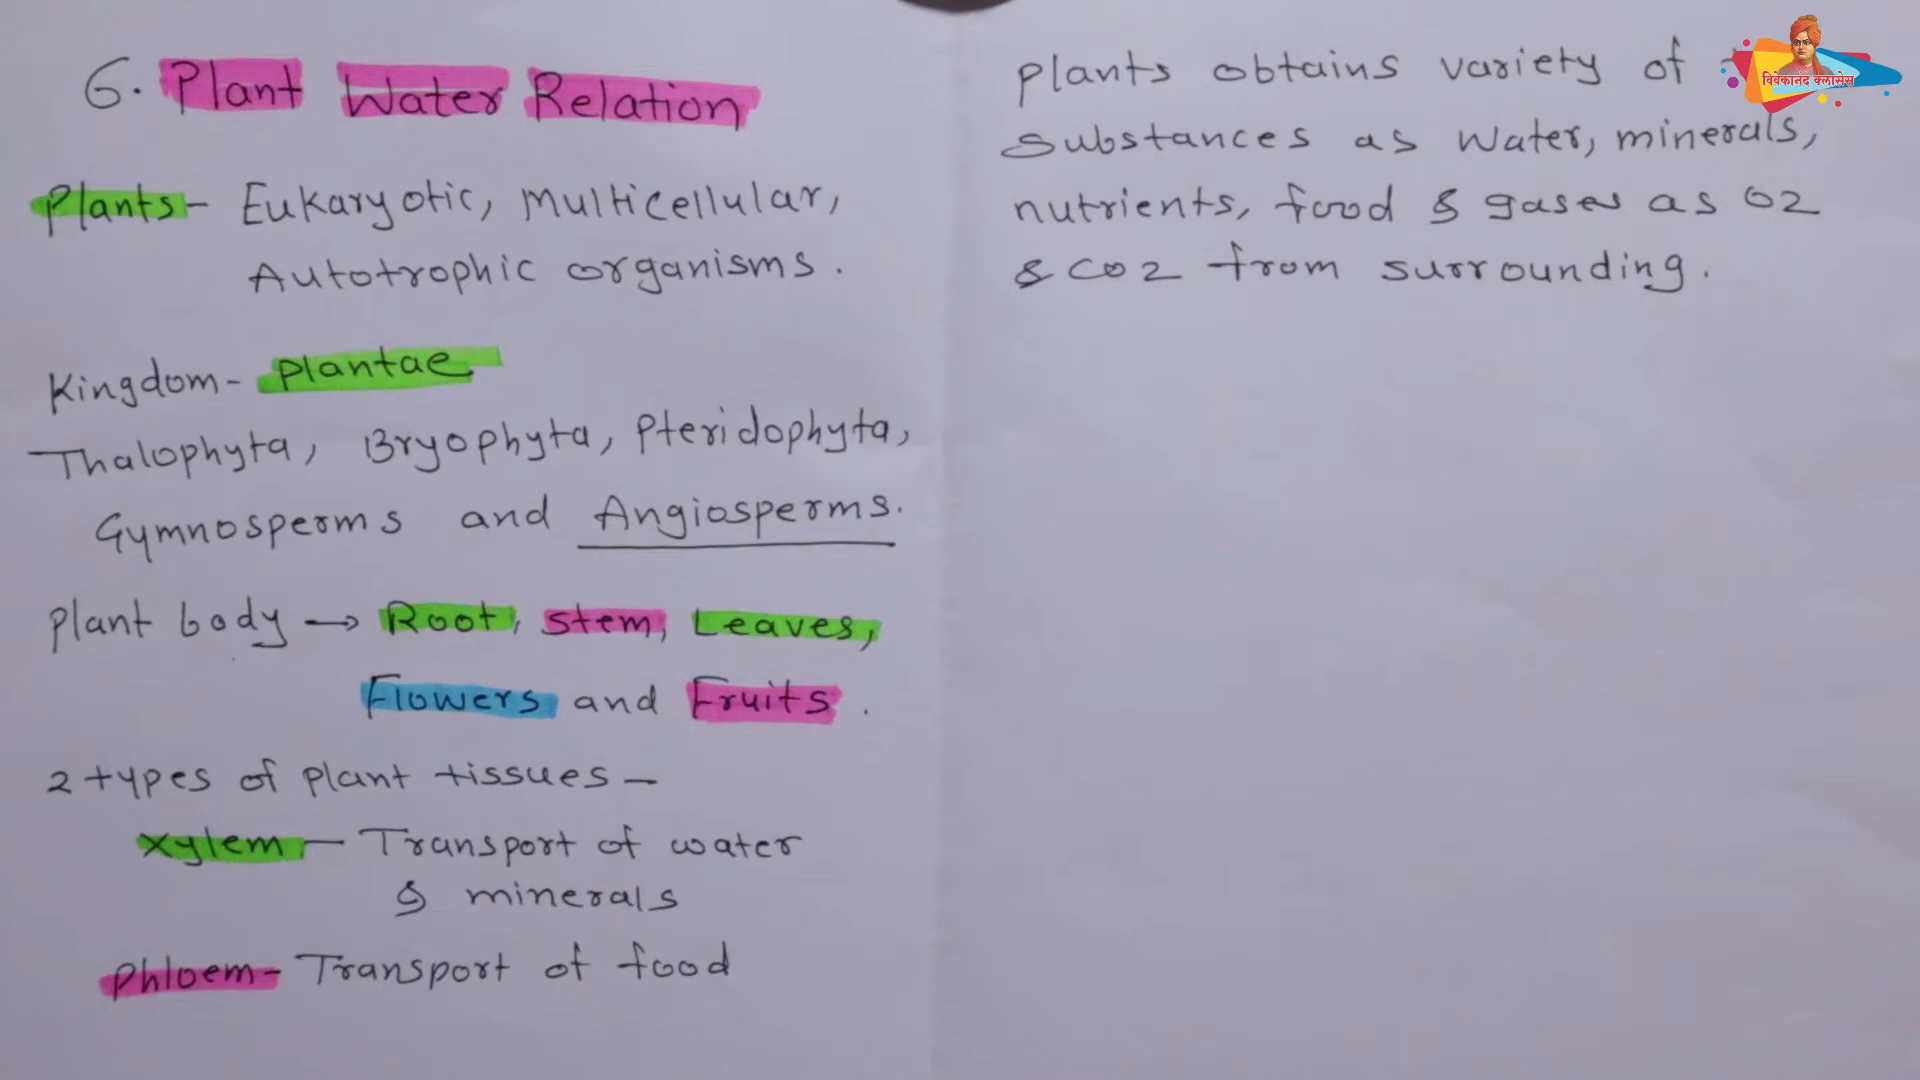 6. Plant Water Relation
Plants- Eukaryotic, Multicellular,
Autotrophic organisms.
Kingdom- Plantae
Thalophyta, Bryophyta, Pteridophyta,
Gymnosperms and Angiosperms.
Plant body → Root, Stem, Leaves,
Flowers and Fruits.
2 types of plant tissues -
Xylem - Transport of water
& minerals
Phloem - Transport of food
Plants obtains variety of
substances as water, minerals,
nutrients, food & gases as O2
& CO2 from surrounding.
विवेकानंद क्लासेस